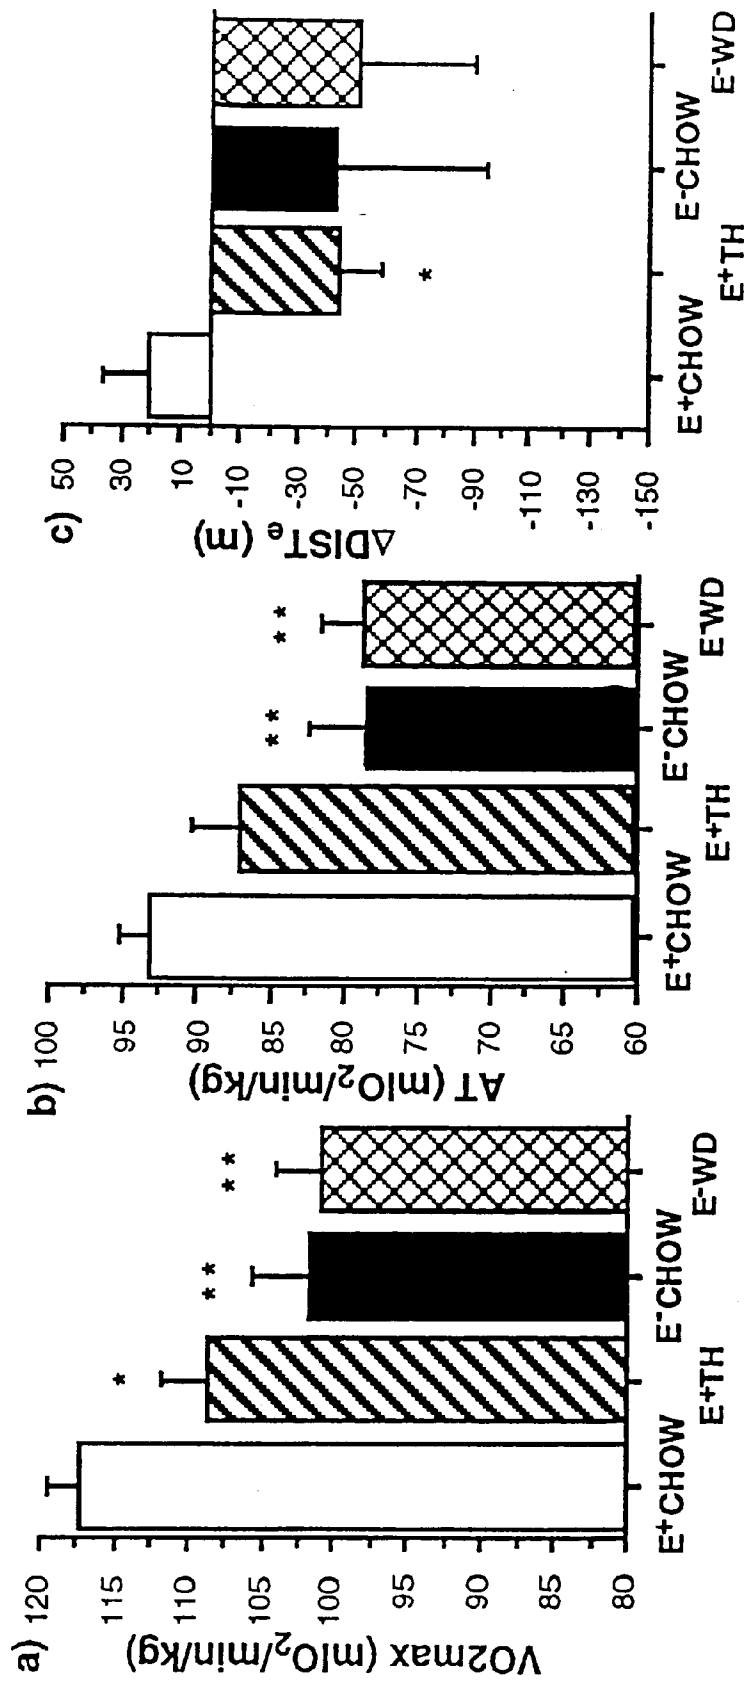 a)
VO2max (mlO2/min/kg)
120
115
110
105
100
95
90
85
80
*
**
**
E+CHOW
E+TH
E-CHOW
E-WD
b)
AT (mlO2/min/kg)
100
95
90
85
80
75
70
65
60
**
**
E+CHOW
E+TH
E-CHOW
E-WD
c)
ΔDISTe (m)
50
30
10
-10
-30
-50
-70
-90
-110
-130
-150
*
E+CHOW
E+TH
E-CHOW
E-WD